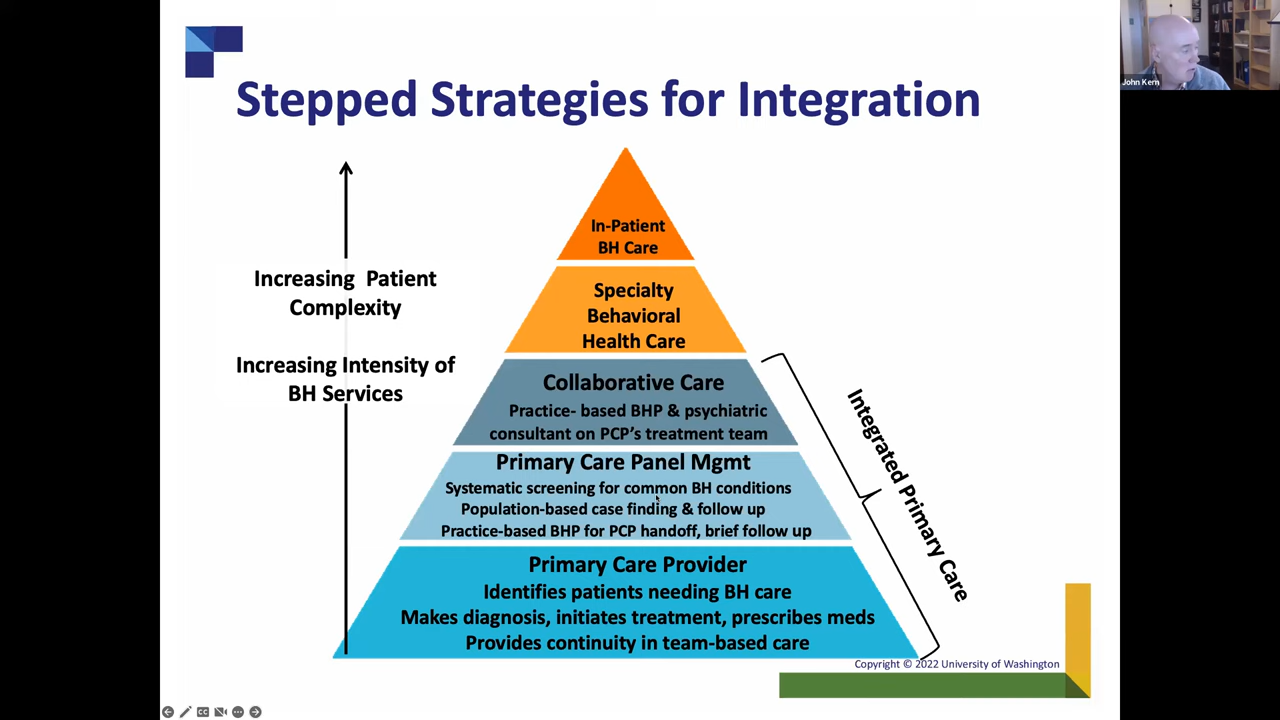 John Kern
Stepped Strategies for Integration
In-Patient
BH Care
Increasing Patient
Complexity
Increasing Intensity of
BH Services
Specialty
Behavioral
Health Care
Collaborative Care
Practice- based BHP & psychiatric
consultant on PCP's treatment team
Primary Care Panel Mgmt
Systematic screening for common BH conditions
Population-based case finding & follow up
Practice-based BHP for PCP handoff, brief follow up
Primary Care Provider
Identifies patients needing BH care
Makes diagnosis, initiates treatment, prescribes meds
Provides continuity in team-based care
Integrated Primary Care
Copyright © 2022 University of Washington
CC